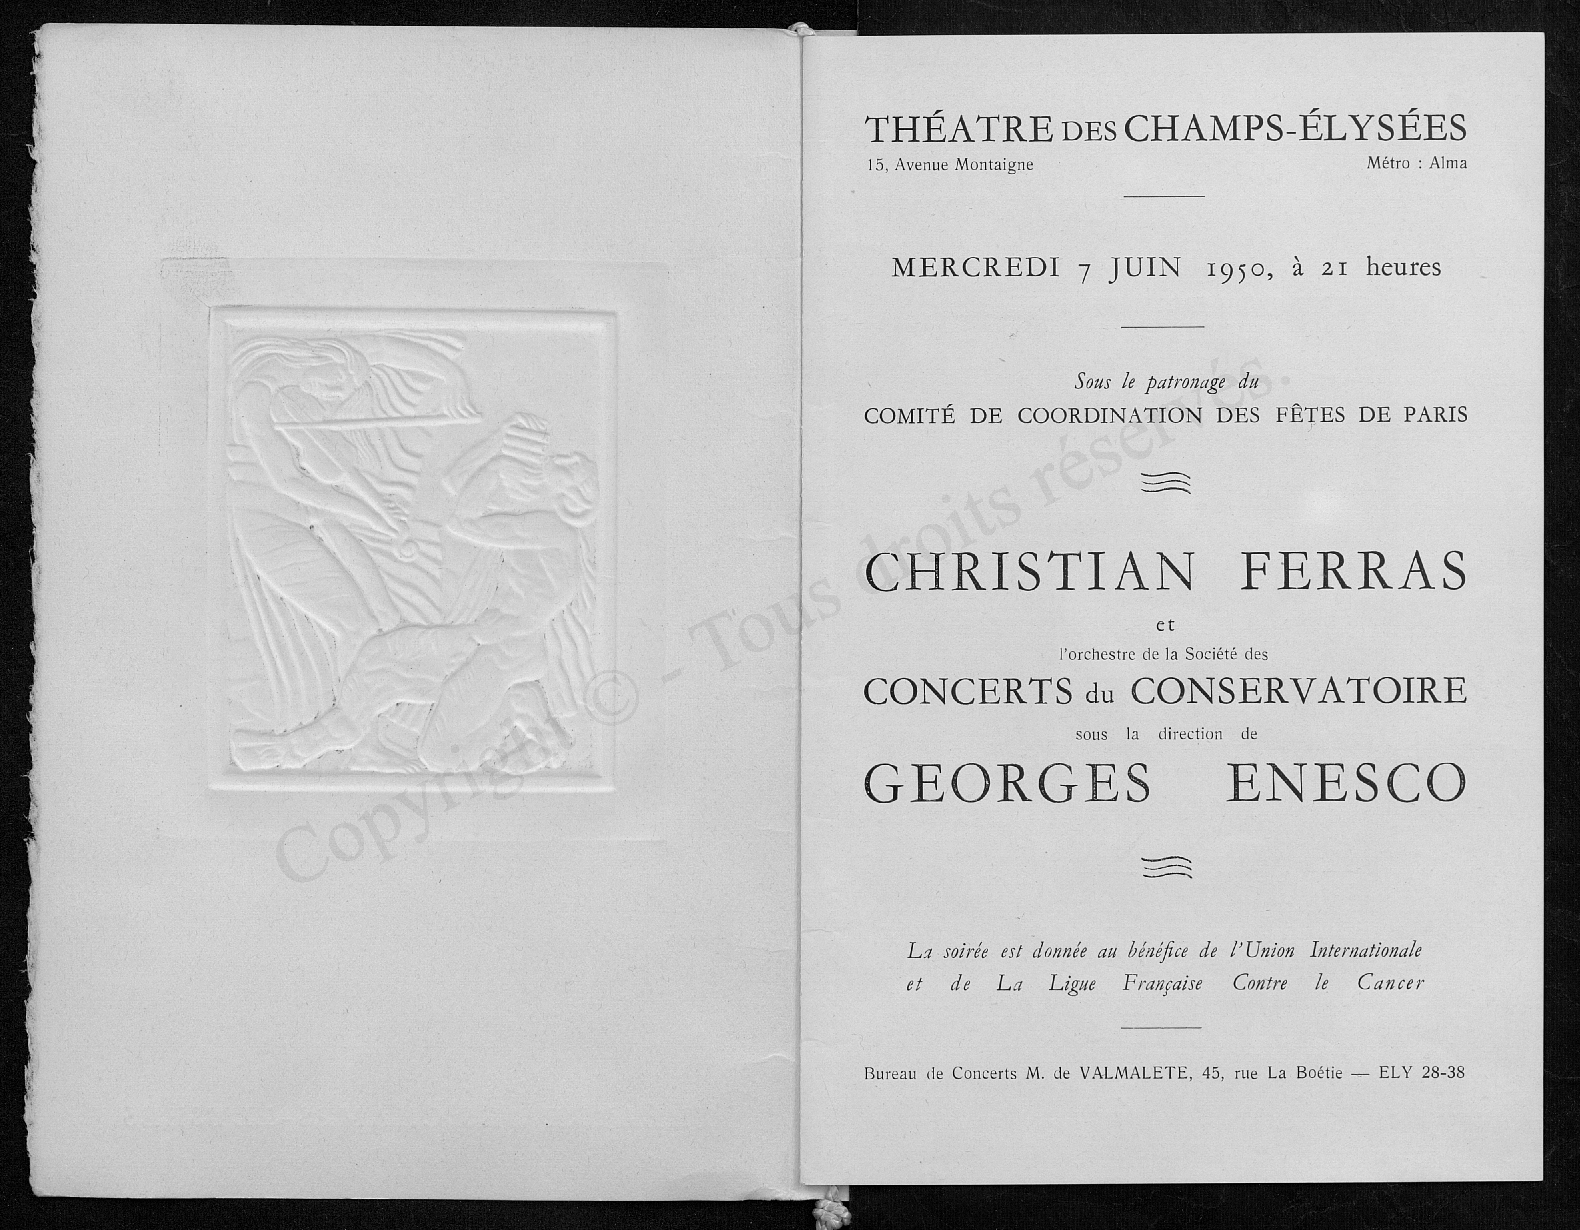 THÉATRE DES CHAMPS-ÉLYSÉES
15, Avenue Montaigne Métro : Alma
MERCREDI 7 JUIN 1950, à 21 heures
Sous le patronage du
COMITÉ DE COORDINATION DES FÊTES DE PARIS
CHRISTIAN FERRAS
et
l'orchestre de la Société des
CONCERTS du CONSERVATOIRE
sous la direction de
GEORGES ENESCO
La soirée est donnée au bénéfice de l'Union Internationale
et de La Ligue Française Contre le Cancer
Bureau de Concerts M. de VALMALETE, 45, rue La Boétie — ELY 28-38
Copyright © - Tous droits réservés.